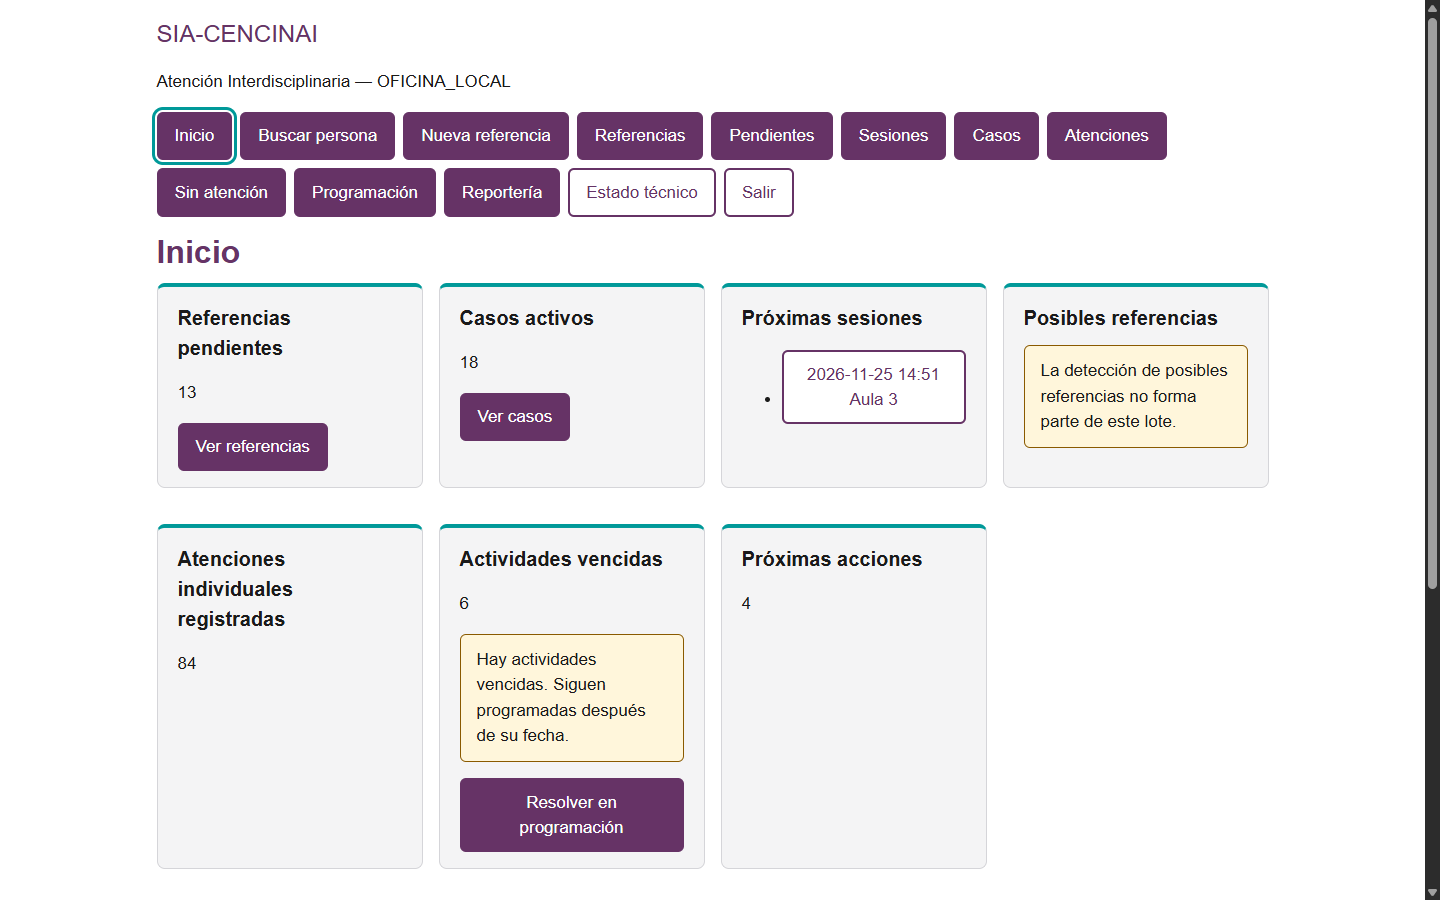 SIA-CENCINAI
Atención Interdisciplinaria — OFICINA_LOCAL
Inicio
Buscar persona
Nueva referencia
Referencias
Pendientes
Sesiones
Casos
Atenciones
Sin atención
Programación
Reportería
Estado técnico
Salir
Inicio
Referencias
pendientes
13
Ver referencias
Casos activos
18
Ver casos
Próximas sesiones
2026-11-25 14:51
Aula 3
Posibles referencias
La detección de posibles
referencias no forma
parte de este lote.
Atenciones
individuales
registradas
84
Actividades vencidas
6
Hay actividades
vencidas. Siguen
programadas después
de su fecha.
Resolver en
programación
Próximas acciones
4